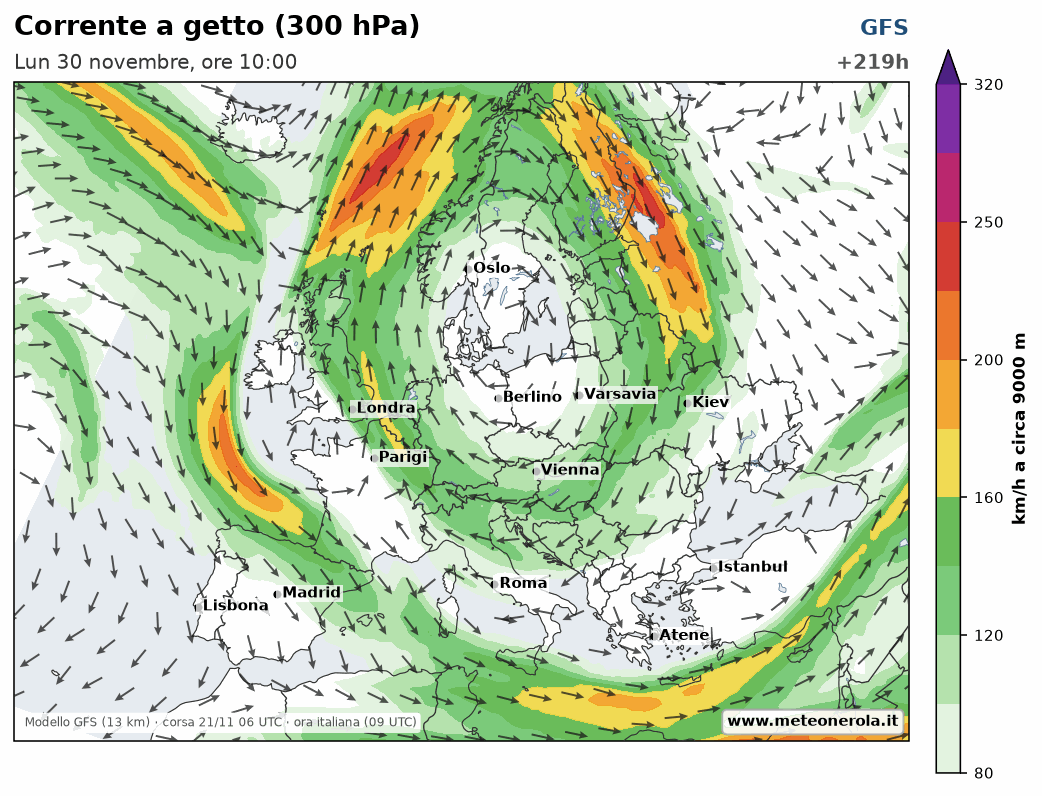 Corrente a getto (300 hPa)
GFS
Lun 30 novembre, ore 10:00
+219h
320
250
200
160
120
80
km/h a circa 9000 m
Oslo
Berlino
Varsavia
Kiev
Londra
Parigi
Vienna
Istanbul
Roma
Madrid
Lisbona
Atene
Modello GFS (13 km) · corsa 21/11 06 UTC · ora italiana (09 UTC)
www.meteonerola.it